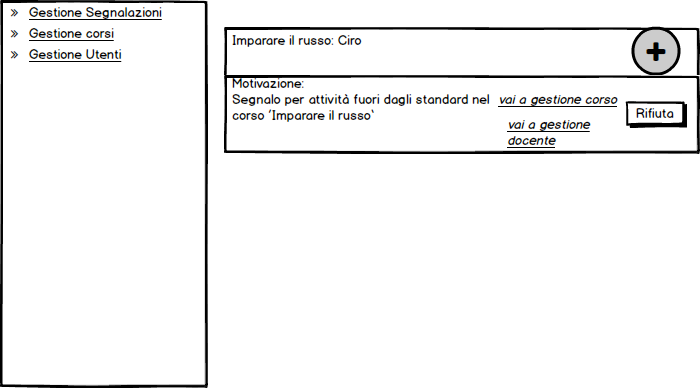 » Gestione Segnalazioni
» Gestione corsi
» Gestione Utenti
Imparare il russo: Ciro
Motivazione:
Segnalo per attività fuori dagli standard nel
corso 'Imparare il russo'
vai a gestione corso
vai a gestione
docente
Rifiuta